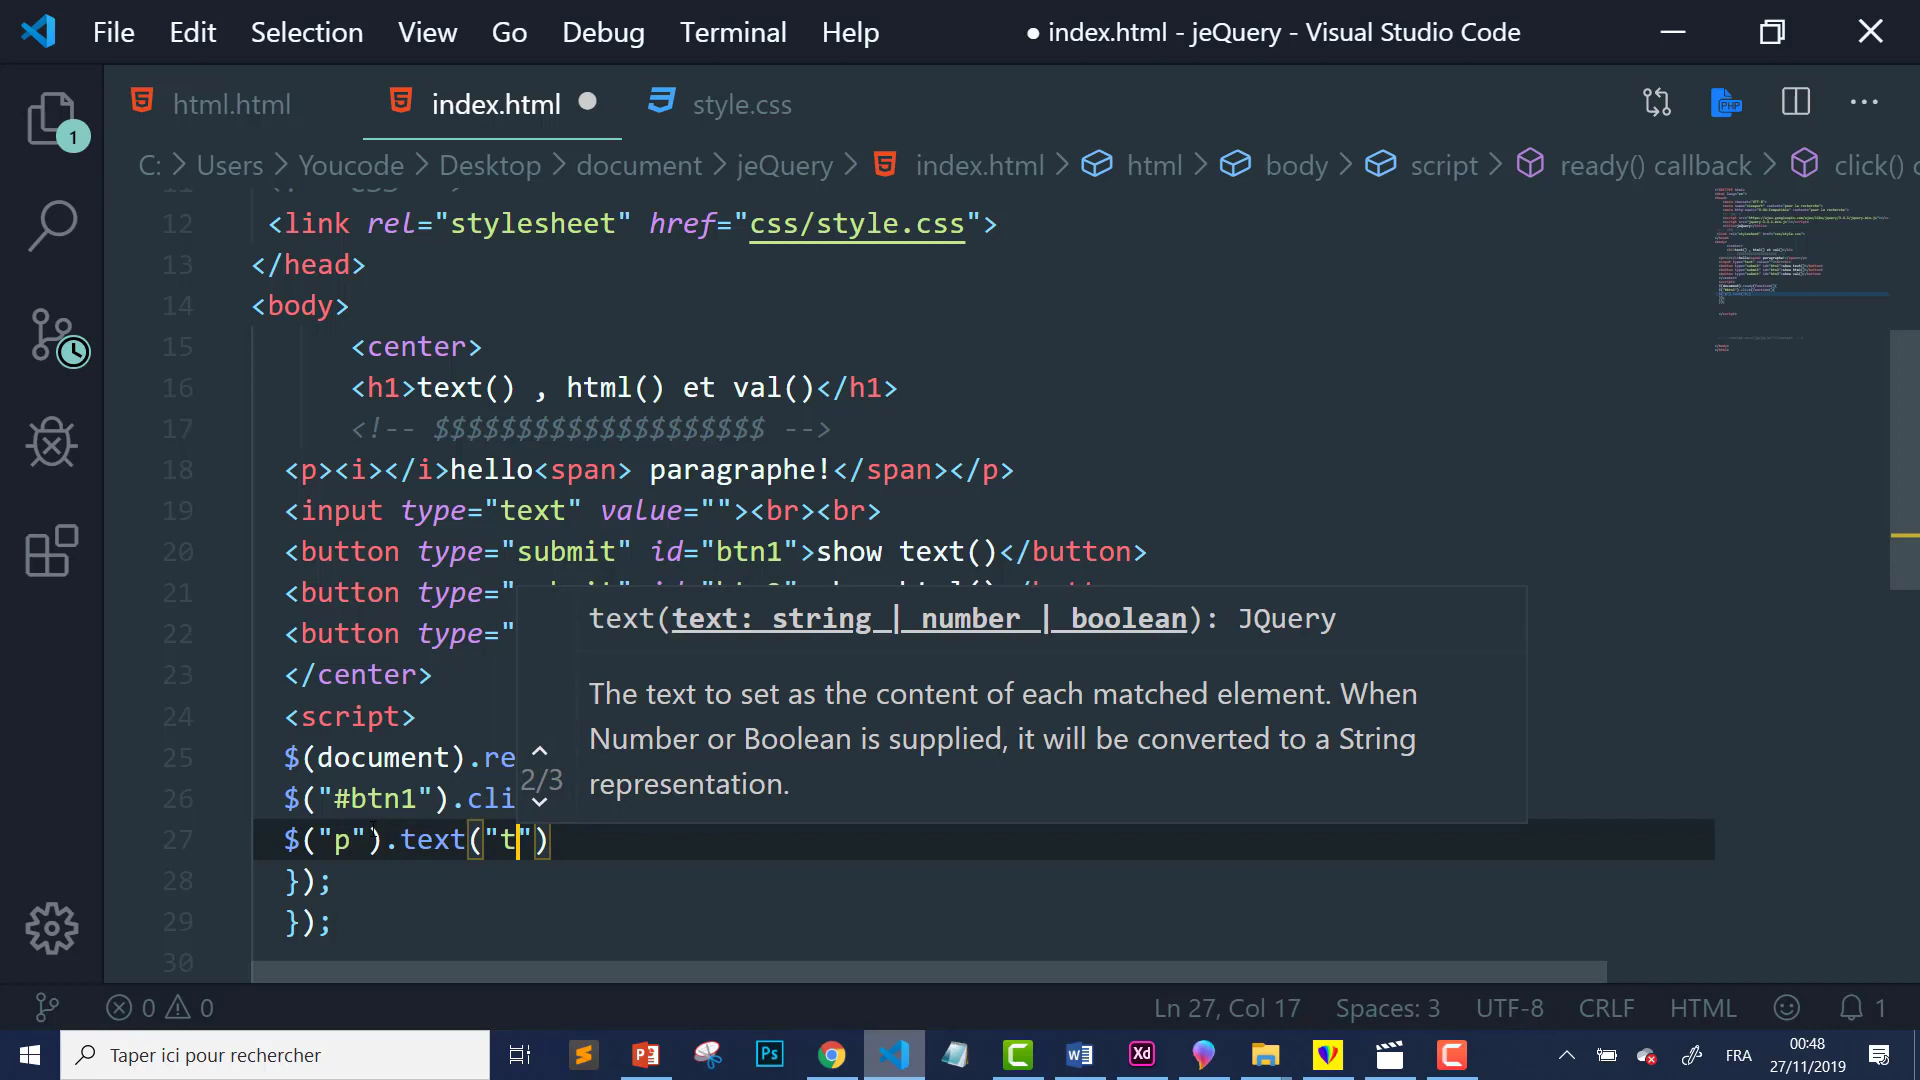 File Edit Selection View Go Debug Terminal Help ● index.html - jeQuery - Visual Studio Code
html.html index.html style.css PHP
1
C: > Users > Youcode > Desktop > document > jeQuery > index.html > html > body > script > ready() callback > click() c
12 <link rel="stylesheet" href="css/style.css">
13 </head>
14 <body>
15 <center>
16 <h1>text() , html() et val()</h1>
17 <!-- $$$$$$$$$$$$$$$$$$$$ -->
18 <p><i></i>hello<span> paragraphe!</span></p>
19 <input type="text" value=""><br><br>
20 <button type="submit" id="btn1">show text()</button>
21 <button type="
text(text: string | number | boolean): JQuery
22 <button type="
23 </center>
The text to set as the content of each matched element. When
24 <script>
Number or Boolean is supplied, it will be converted to a String
25 $(document).re
2/3
representation.
26 $("#btn1").cli
27 $("p").text("t")
28 });
29 });
30
0 0 Ln 27, Col 17 Spaces: 3 UTF-8 CRLF HTML 1
Taper ici pour rechercher Ps Xd FRA 00:48
27/11/2019